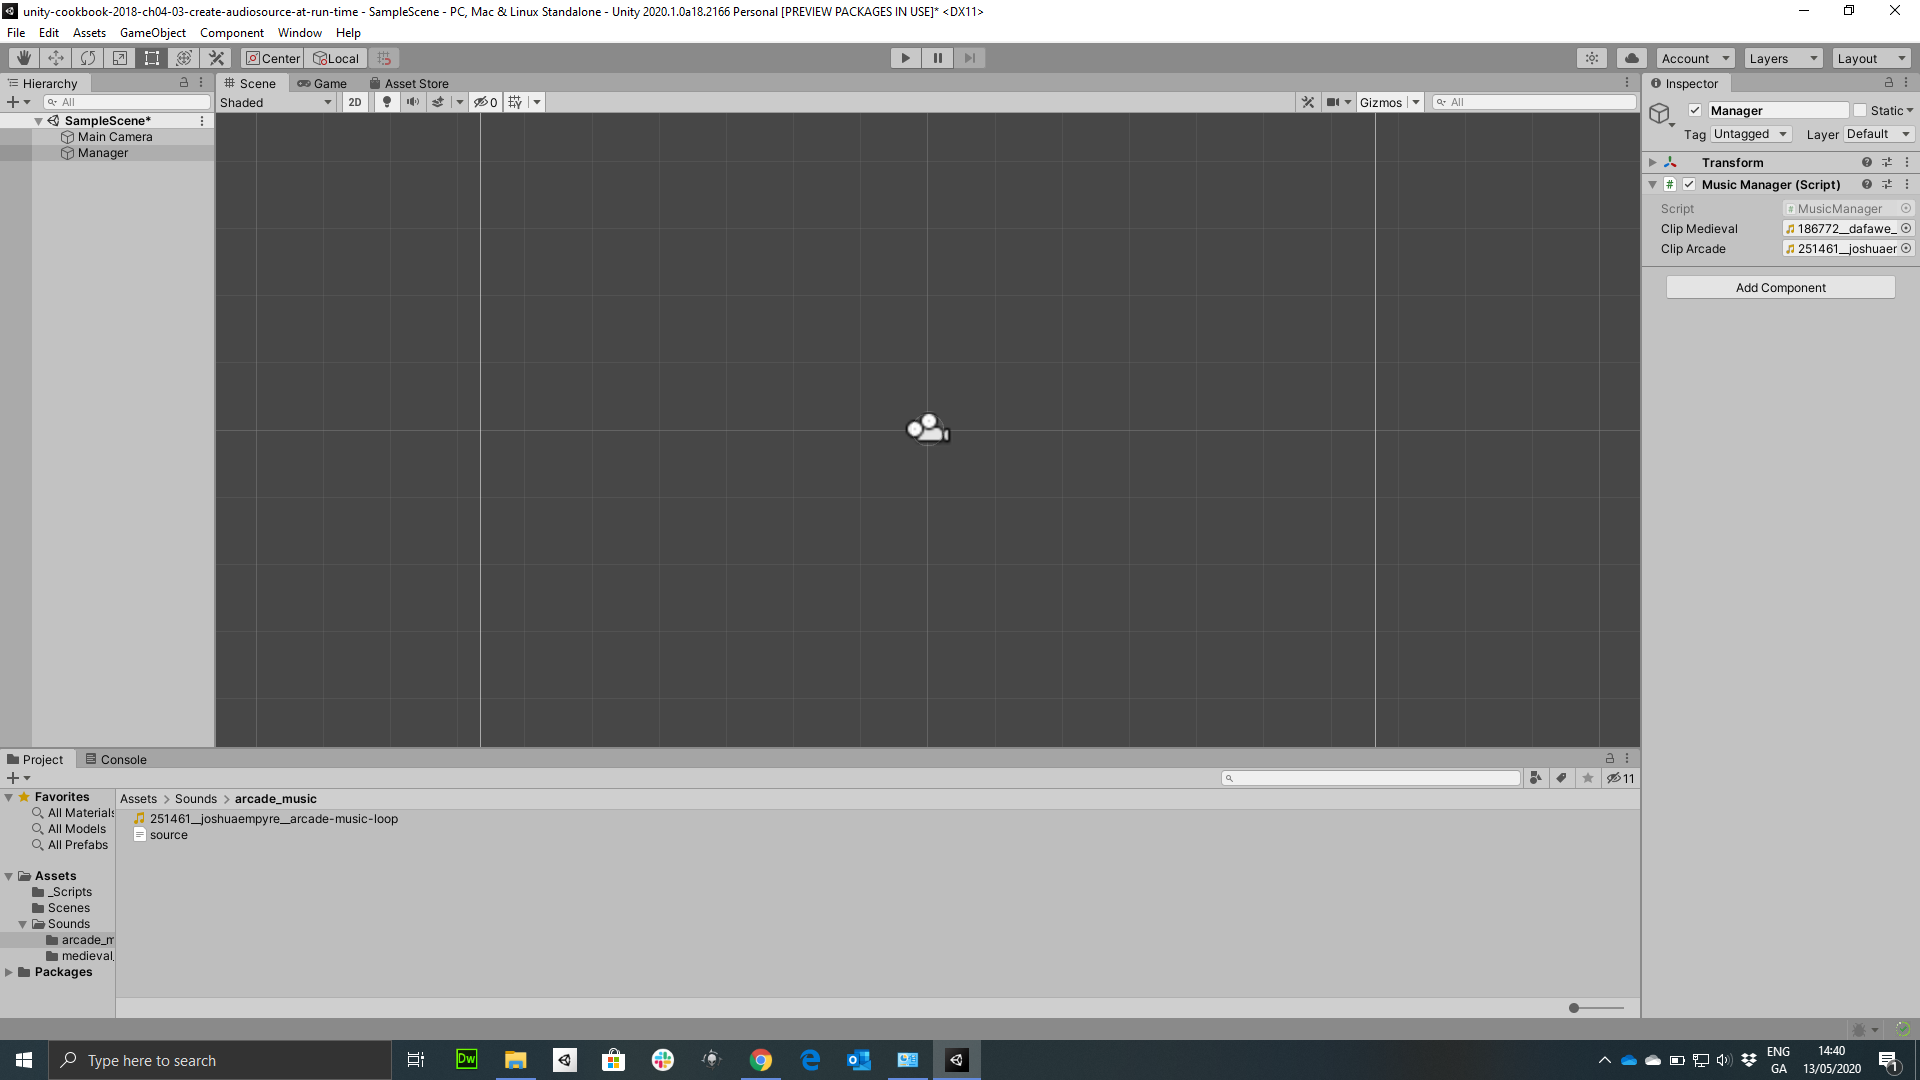 unity-cookbook-2018-ch04-03-create-audiosource-at-run-time - SampleScene - PC, Mac & Linux Standalone - Unity 2020.1.0a18.2166 Personal [PREVIEW PACKAGES IN USE]* <DX11>
File Edit Assets GameObject Component Window Help
Center Local Account Layers Layout
Hierarchy
All
SampleScene*
Main Camera
Manager
Scene Game Asset Store
Shaded 2D 0 Gizmos All
Inspector
Manager Static
Tag Untagged Layer Default
Transform
# Music Manager (Script)
Script # MusicManager
Clip Medieval 186772__dafawe_
Clip Arcade 251461__joshuaer
Add Component
Project Console
11
Favorites
All Materials
All Models
All Prefabs
Assets
_Scripts
Scenes
Sounds
arcade_m
medieval_
Packages
Assets > Sounds > arcade_music
251461__joshuaempyre__arcade-music-loop
source
Type here to search
Dw
ENG
GA
14:40
13/05/2020
1